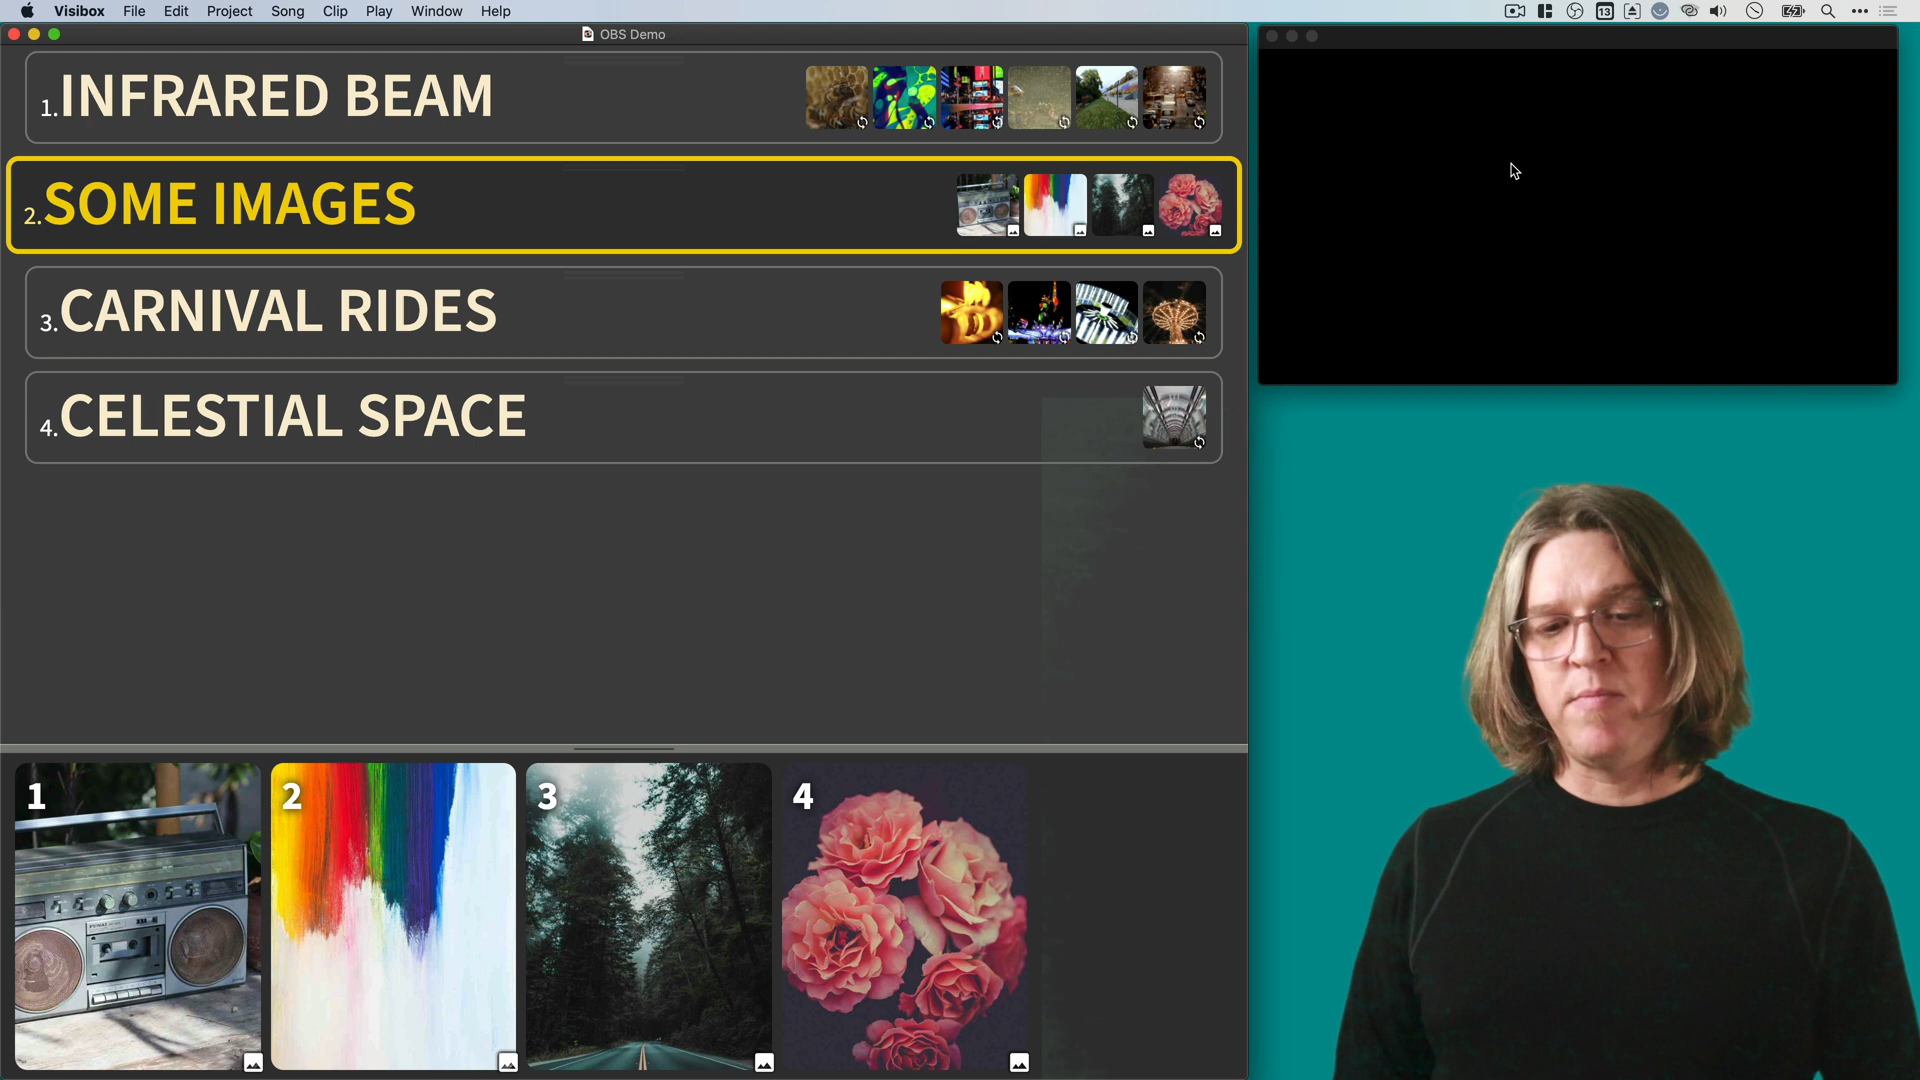 Visibox File Edit Project Song Clip Play Window Help 13
OBS Demo
1.INFRARED BEAM
2.SOME IMAGES
3.CARNIVAL RIDES
4.CELESTIAL SPACE
1 2 3 4